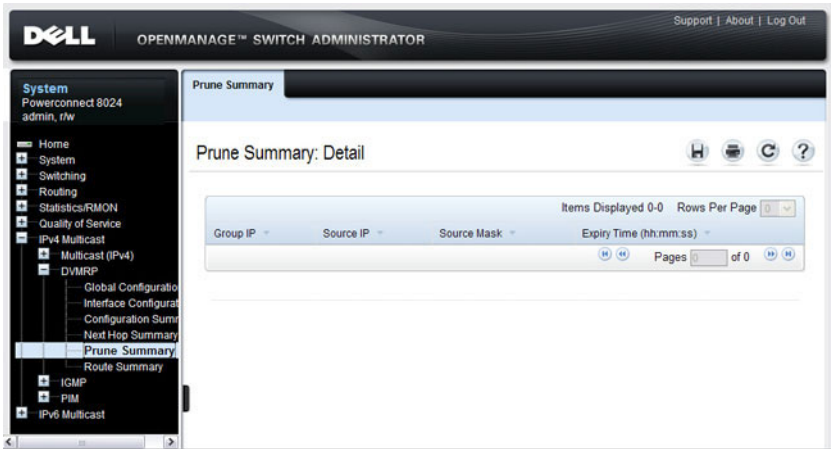 Support | About | Log Out
DELL OPENMANAGE™ SWITCH ADMINISTRATOR
System
Powerconnect 8024
admin, r/w
Home
System
Switching
Routing
Statistics/RMON
Quality of Service
IPv4 Multicast
Multicast (IPv4)
DVMRP
Global Configuratio
Interface Configurat
Configuration Sumr
Next Hop Summary
Prune Summary
Route Summary
IGMP
PIM
IPv6 Multicast
Prune Summary
Prune Summary: Detail
Items Displayed 0-0 Rows Per Page 0
Group IP Source IP Source Mask Expiry Time (hh:mm:ss)
Pages 0 of 0